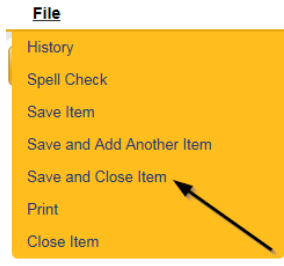 File
History
Spell Check
Save Item
Save and Add Another Item
Save and Close Item
Print
Close Item